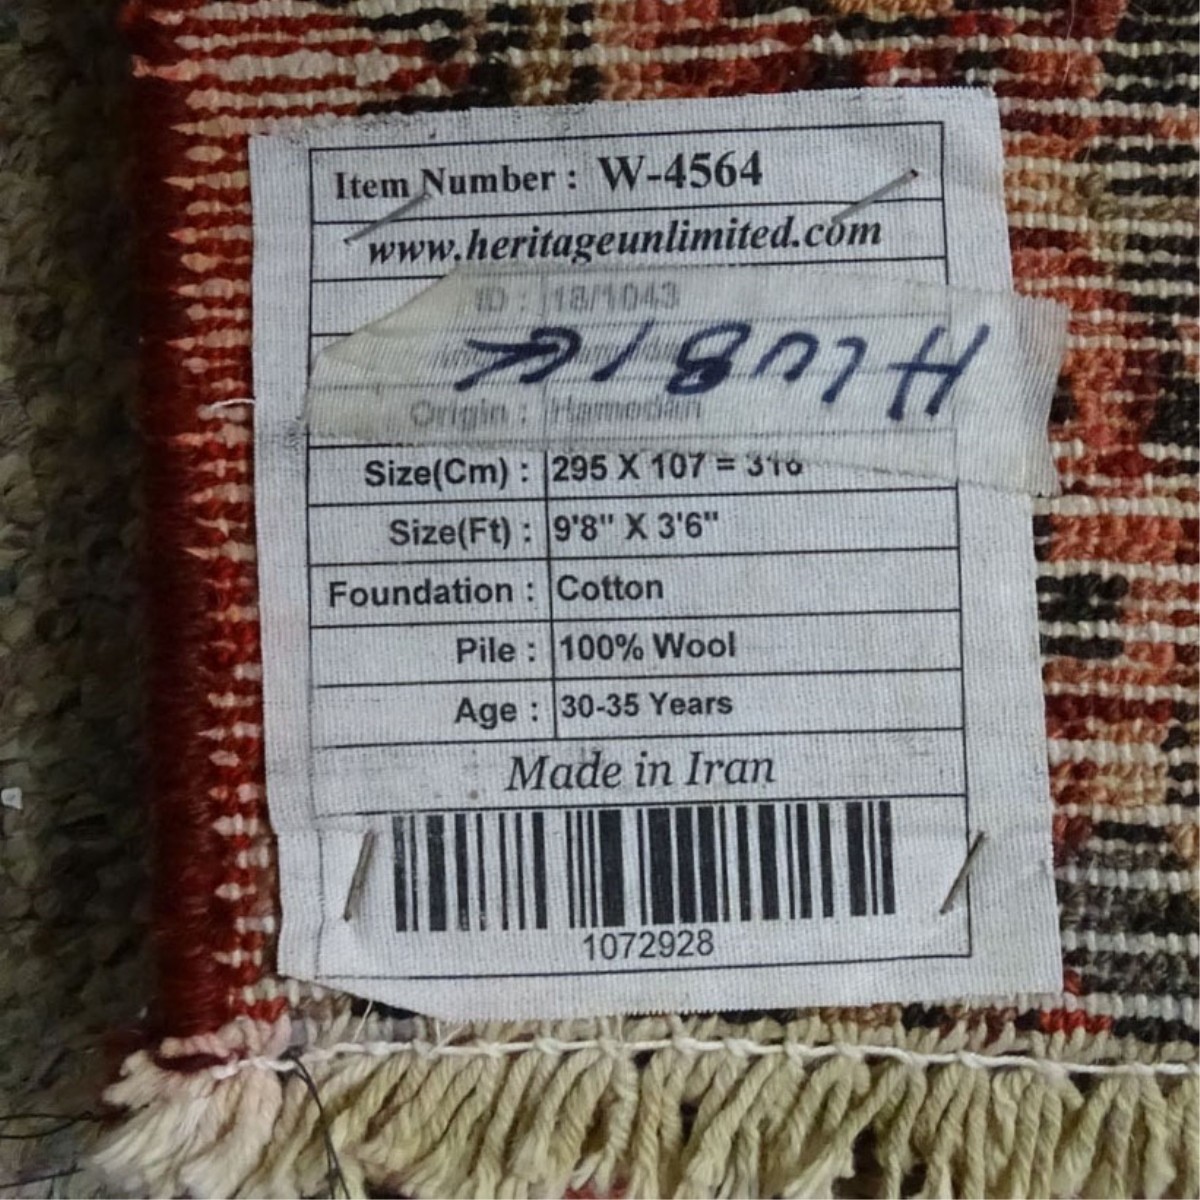 Item Number : W-4564
www.heritageunlimited.com
ID : 18/1043
Origin : Hamedan
Size(Cm) : 295 X 107 = 316
Size(Ft) : 9'8" X 3'6"
Foundation : Cotton
Pile : 100% Wool
Age : 30-35 Years
Made in Iran
1072928